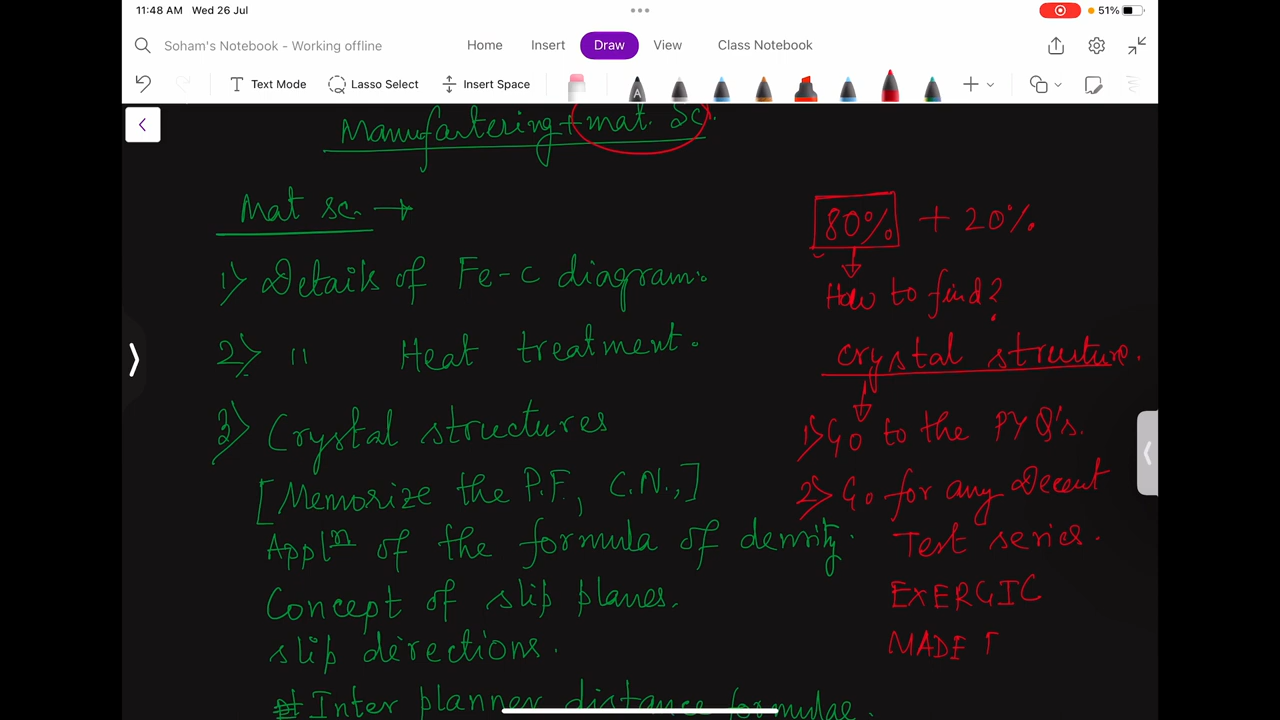 11:48 AM Wed 26 Jul
51%
Soham's Notebook - Working offline
Home Insert Draw View Class Notebook
Text Mode Lasso Select Insert Space
A
Manufactering + mat. Sc.
Mat sc. →
1) Details of Fe-C diagram.
2) " Heat treatment.
3) Crystal structures
[Memorize the P.F., C.N.,]
Appl^n of the formula of density.
Concept of slip planes,
slip directions.
# Inter planner distance formulae.
80% + 20%
How to find?
Crystal structure.
1) Go to the PYQ's.
2) Go for any Decent
Test series.
EXERGIC
MADE